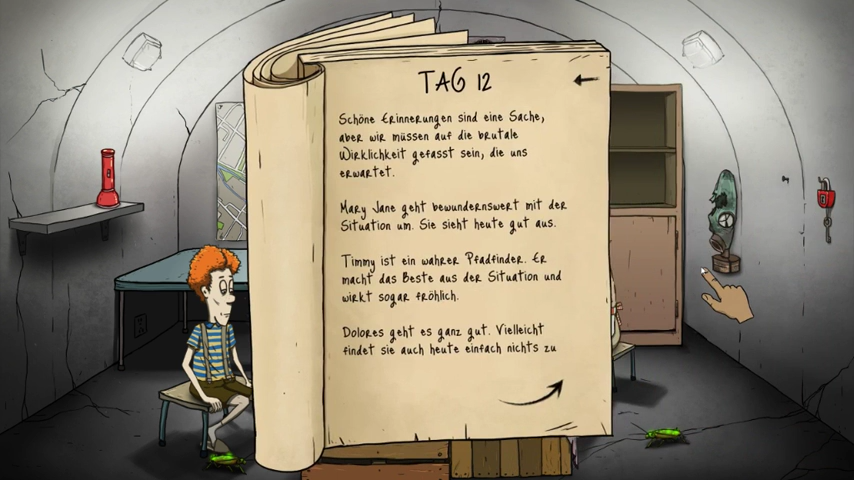 TAG 12
Schöne Erinnerungen sind eine Sache,
aber wir müssen auf die brutale
Wirklichkeit gefasst sein, die uns
erwartet.
Mary Jane geht bewundernswert mit der
Situation um. Sie sieht heute gut aus.
Timmy ist ein wahrer Pfadfinder. Er
macht das Beste aus der Situation und
wirkt sogar fröhlich.
Dolores geht es ganz gut. Vielleicht
findet sie auch heute einfach nichts zu